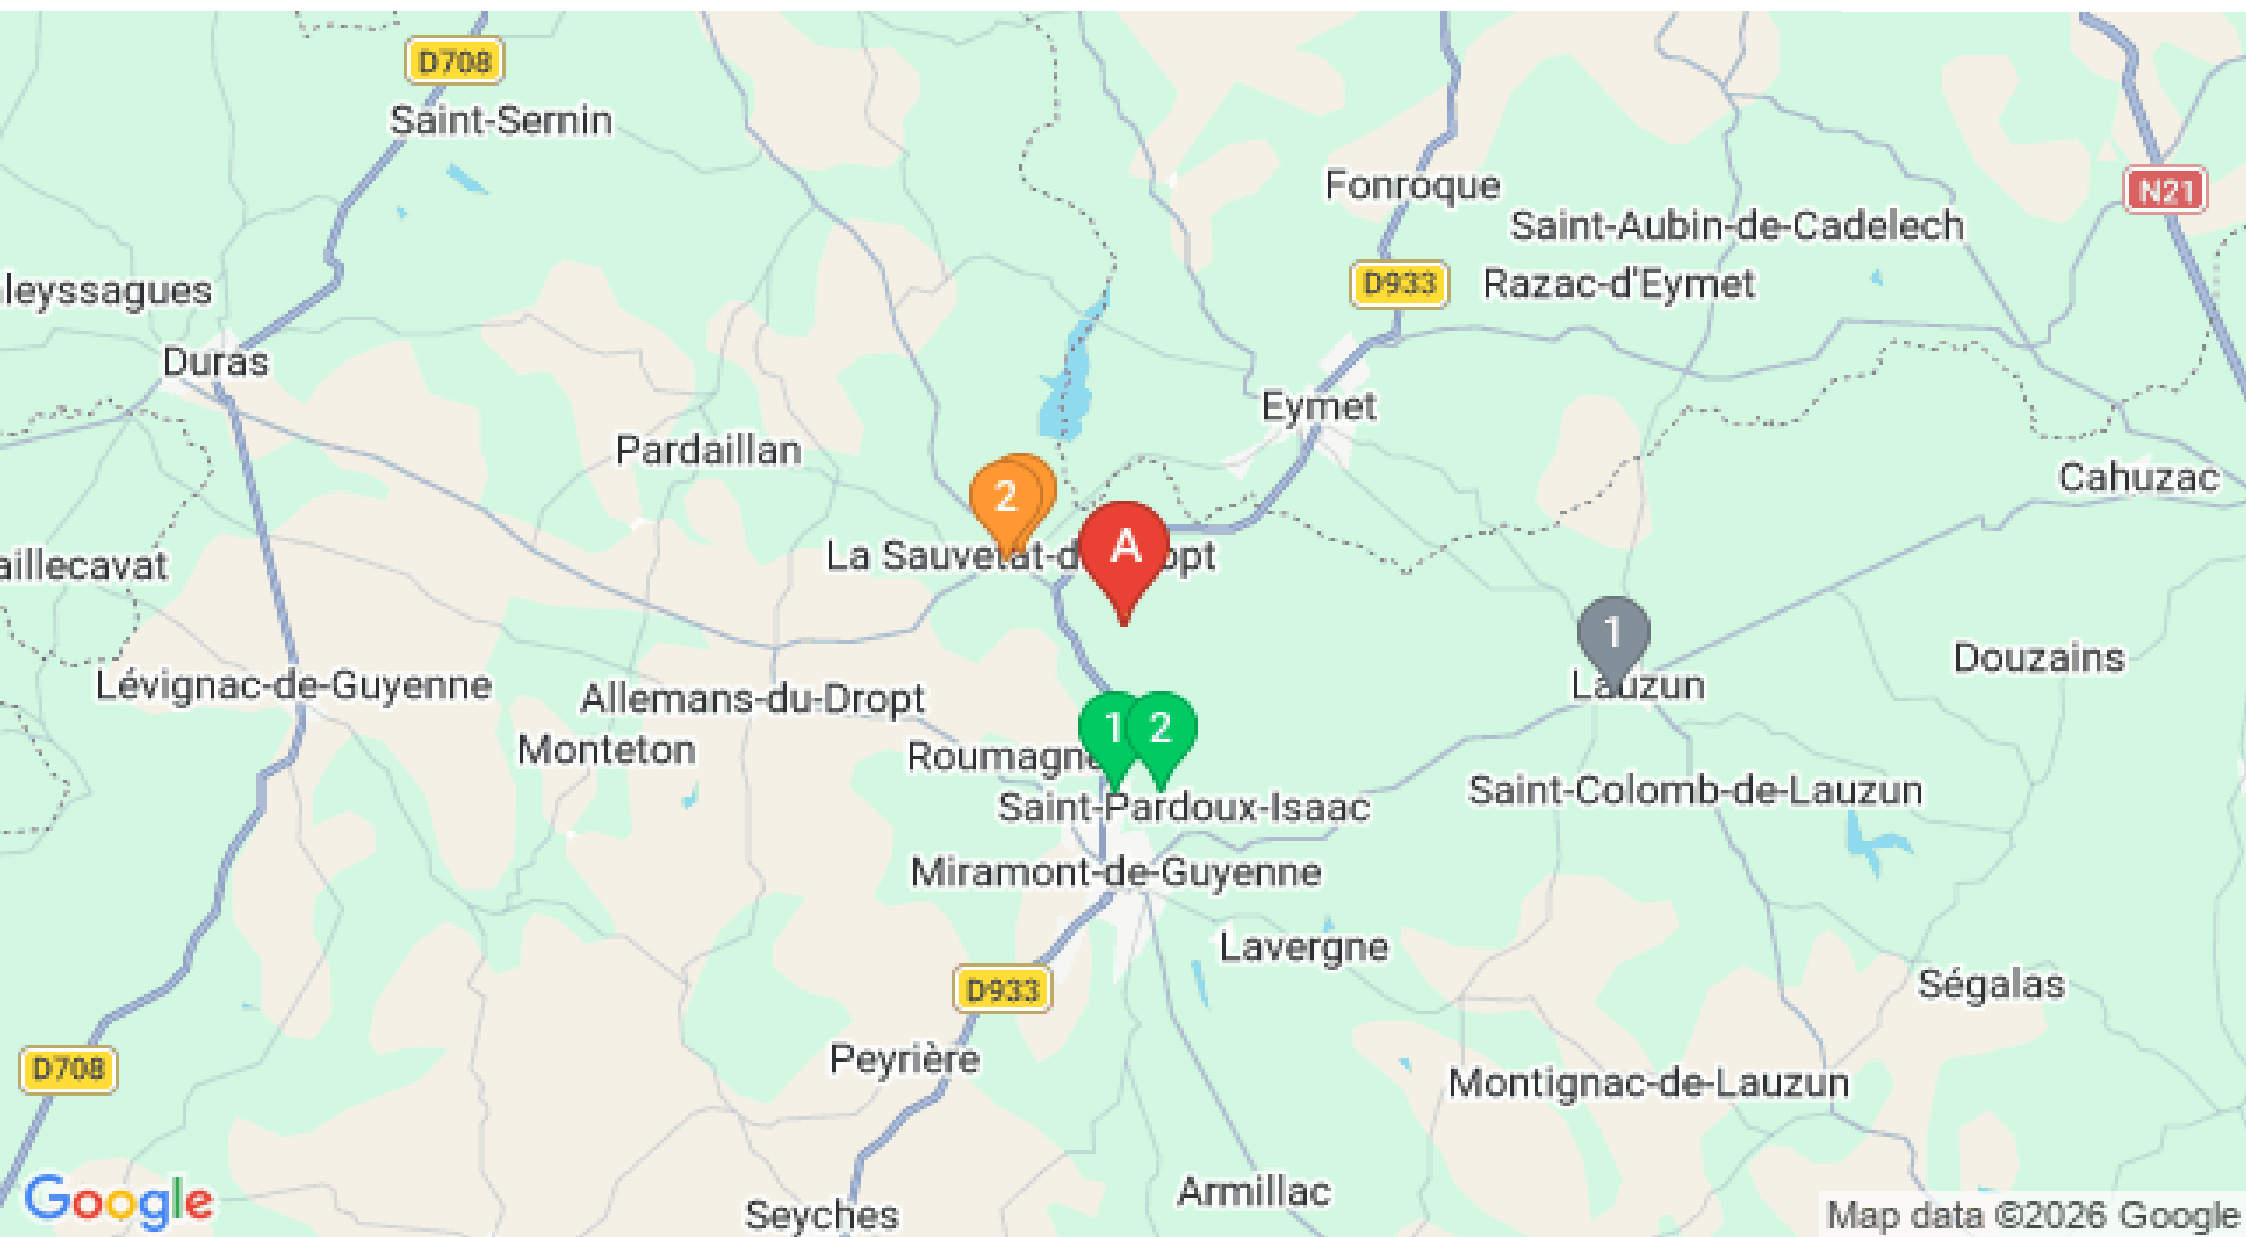 D708
Saint-Sernin
Fonroque
N21
Saint-Aubin-de-Cadelech
leyssagues
D933
Razac-d'Eymet
Duras
Eymet
Pardaillan
Cahuzac
2
A
La Sauvetat-d opt
aillecavat
1
Lévignac-de-Guyenne
Allemans-du-Dropt
Lauzun
Douzains
Monteton
Roumagne
1
2
Saint-Pardoux-Isaac
Saint-Colomb-de-Lauzun
Miramont-de-Guyenne
Lavergne
D933
Ségalas
D708
Peyrière
Montignac-de-Lauzun
Armillac
Google
Seyches
Map data ©2026 Google